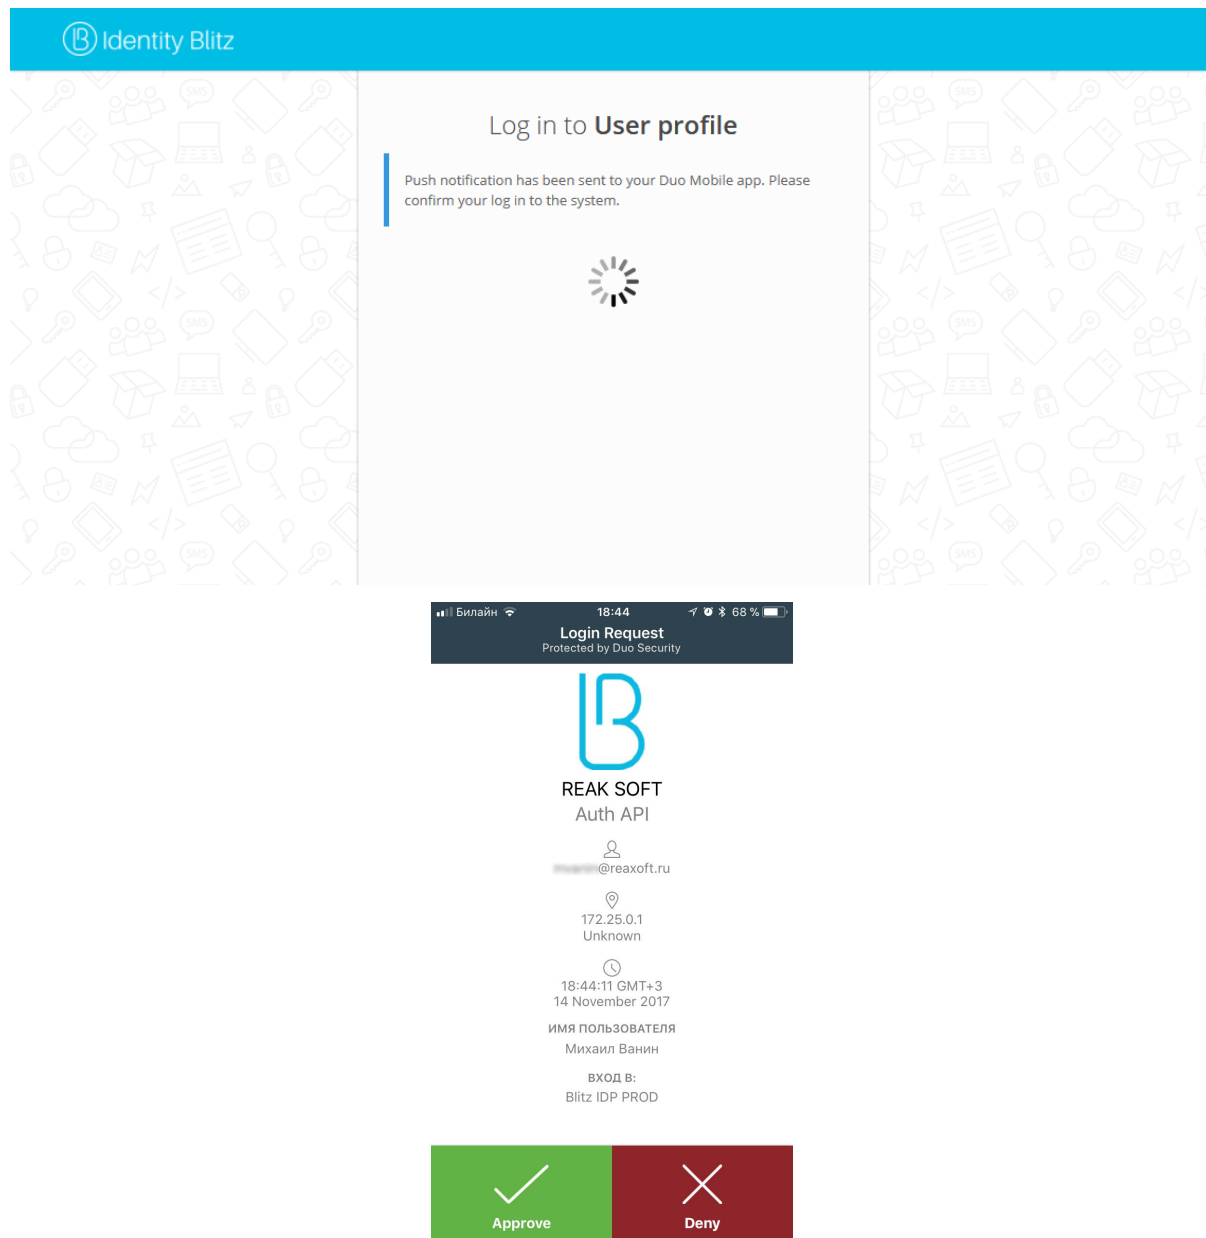 Identity Blitz
Log in to User profile
Push notification has been sent to your Duo Mobile app. Please
confirm your log in to the system.
Билайн 18:44 68 %
Login Request
Protected by Duo Security
REAK SOFT
Auth API
@reaxoft.ru
172.25.0.1
Unknown
18:44:11 GMT+3
14 November 2017
ИМЯ ПОЛЬЗОВАТЕЛЯ
Михаил Ванин
ВХОД В:
Blitz IDP PROD
Approve Deny